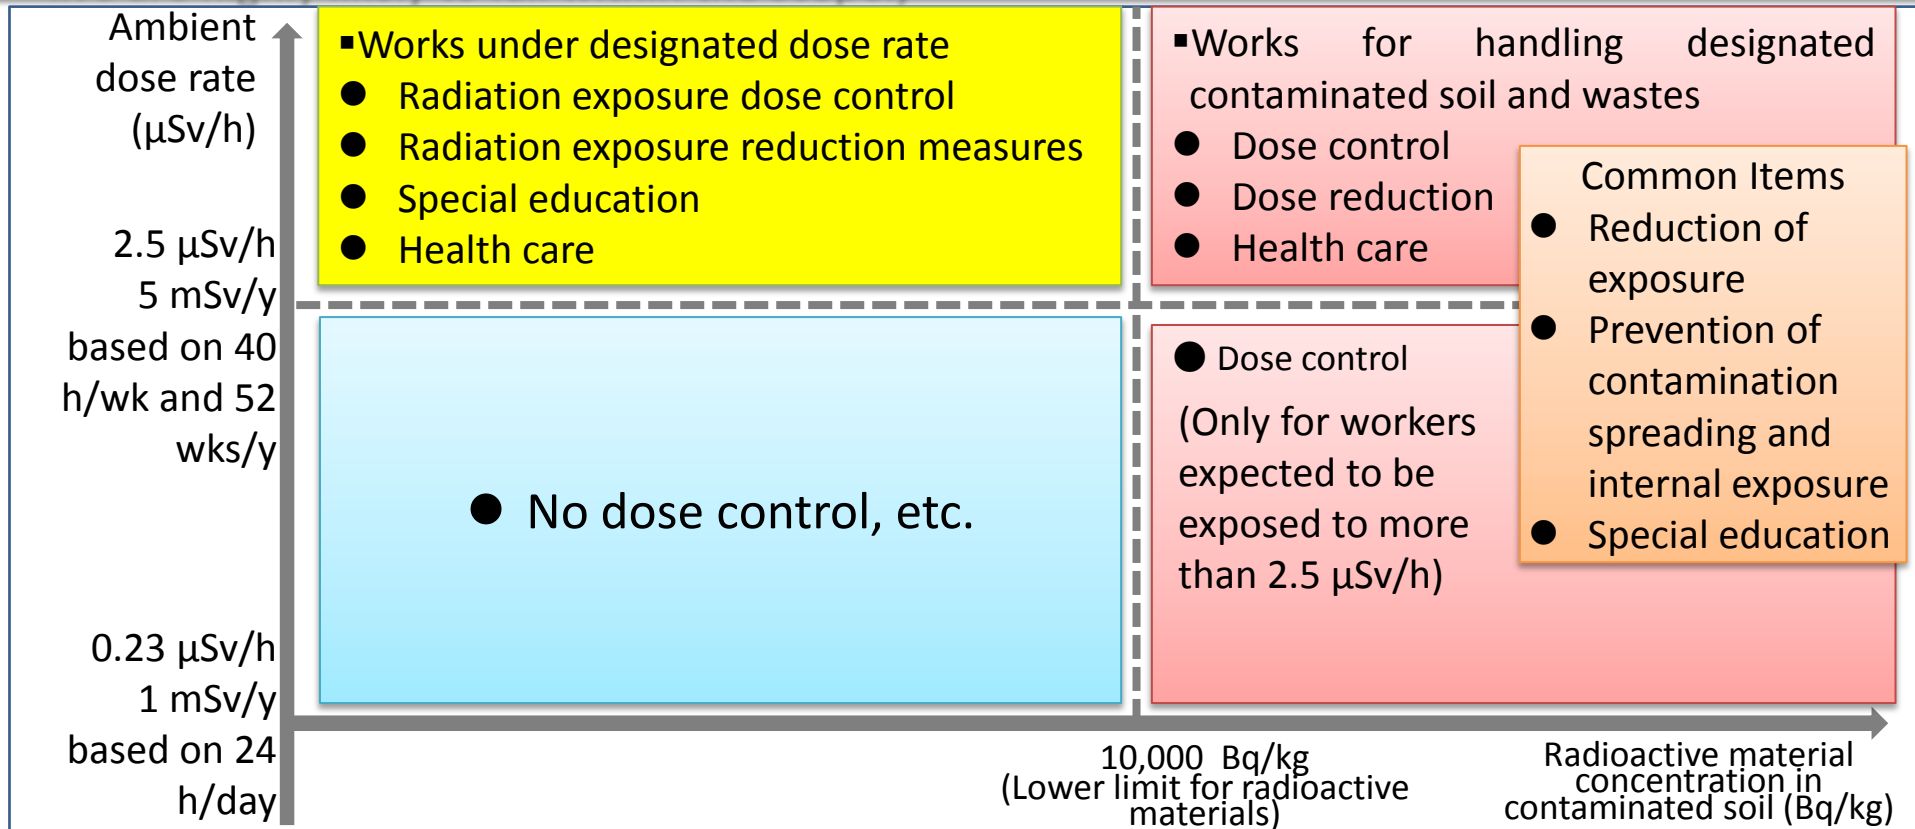 Ambient
dose rate
(µSv/h)
2.5 µSv/h
5 mSv/y
based on 40
h/wk and 52
wks/y
0.23 µSv/h
1 mSv/y
based on 24
h/day
▪Works under designated dose rate
● Radiation exposure dose control
● Radiation exposure reduction measures
● Special education
● Health care
▪Works for handling designated
contaminated soil and wastes
● Dose control
● Dose reduction
● Health care
Common Items
● Reduction of
exposure
● Prevention of
contamination
spreading and
internal exposure
● Special education
● No dose control, etc.
● Dose control
(Only for workers
expected to be
exposed to more
than 2.5 µSv/h)
10,000 Bq/kg
(Lower limit for radioactive
materials)
Radioactive material
concentration in
contaminated soil (Bq/kg)